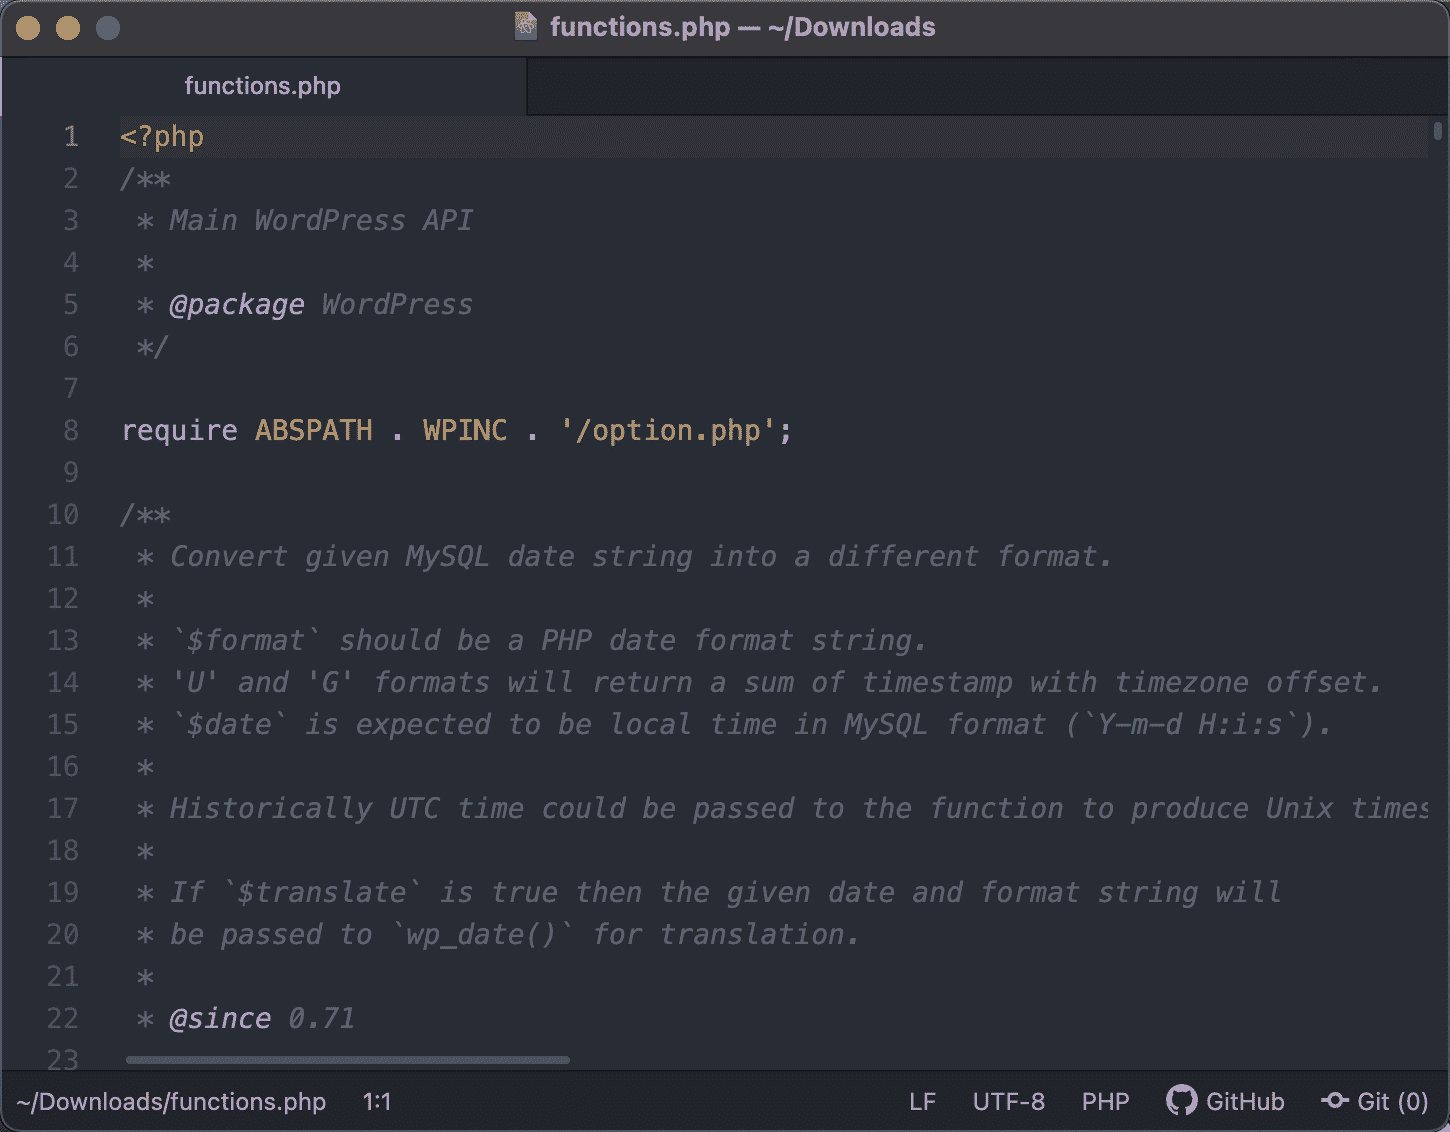 functions.php — ~/Downloads
functions.php
1 <?php
2 /**
3  * Main WordPress API
4  *
5  * @package WordPress
6  */
7
8 require ABSPATH . WPINC . '/option.php';
9
10 /**
11  * Convert given MySQL date string into a different format.
12  *
13  * `$format` should be a PHP date format string.
14  * 'U' and 'G' formats will return a sum of timestamp with timezone offset.
15  * `$date` is expected to be local time in MySQL format (`Y-m-d H:i:s`).
16  *
17  * Historically UTC time could be passed to the function to produce Unix times
18  *
19  * If `$translate` is true then the given date and format string will
20  * be passed to `wp_date()` for translation.
21  *
22  * @since 0.71
23
~/Downloads/functions.php 1:1 LF UTF-8 PHP GitHub Git (0)